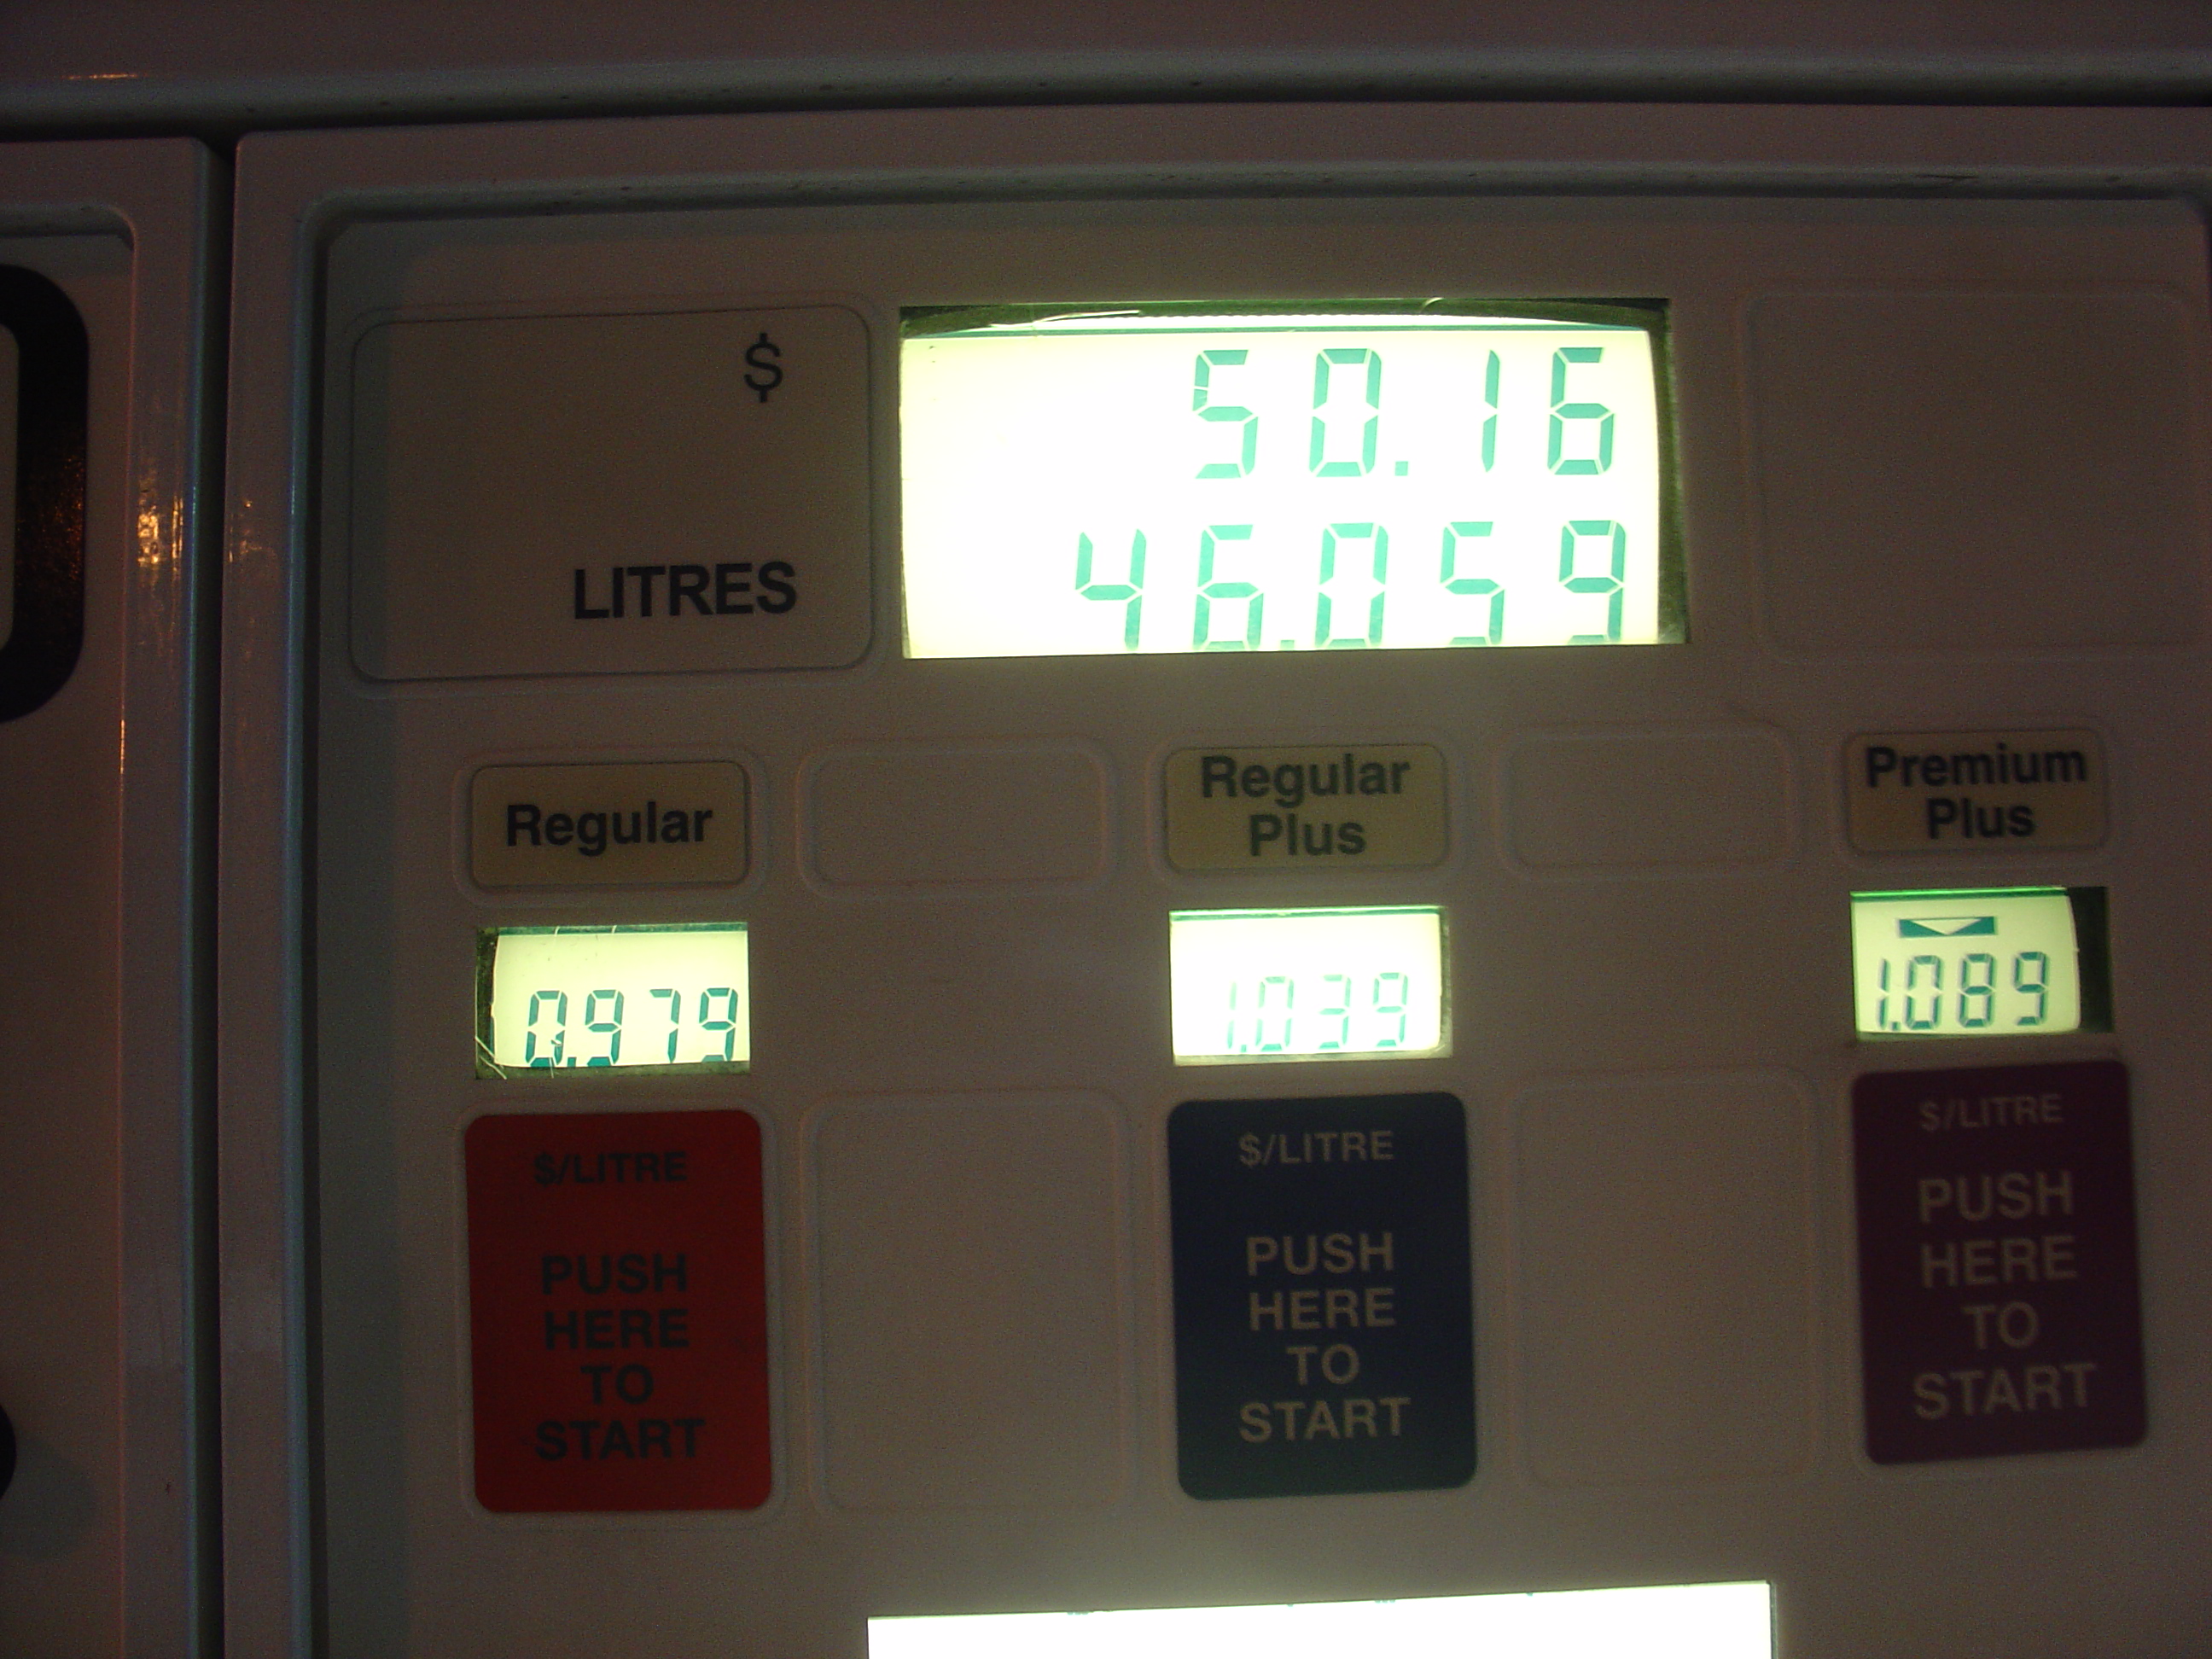 $
50.16
LITRES
46.059
Regular
Regular
Plus
Premium
Plus
0.979
1.039
1.089
$/LITRE
PUSH
HERE
TO
START
$/LITRE
PUSH
HERE
TO
START
$/LITRE
PUSH
HERE
TO
START